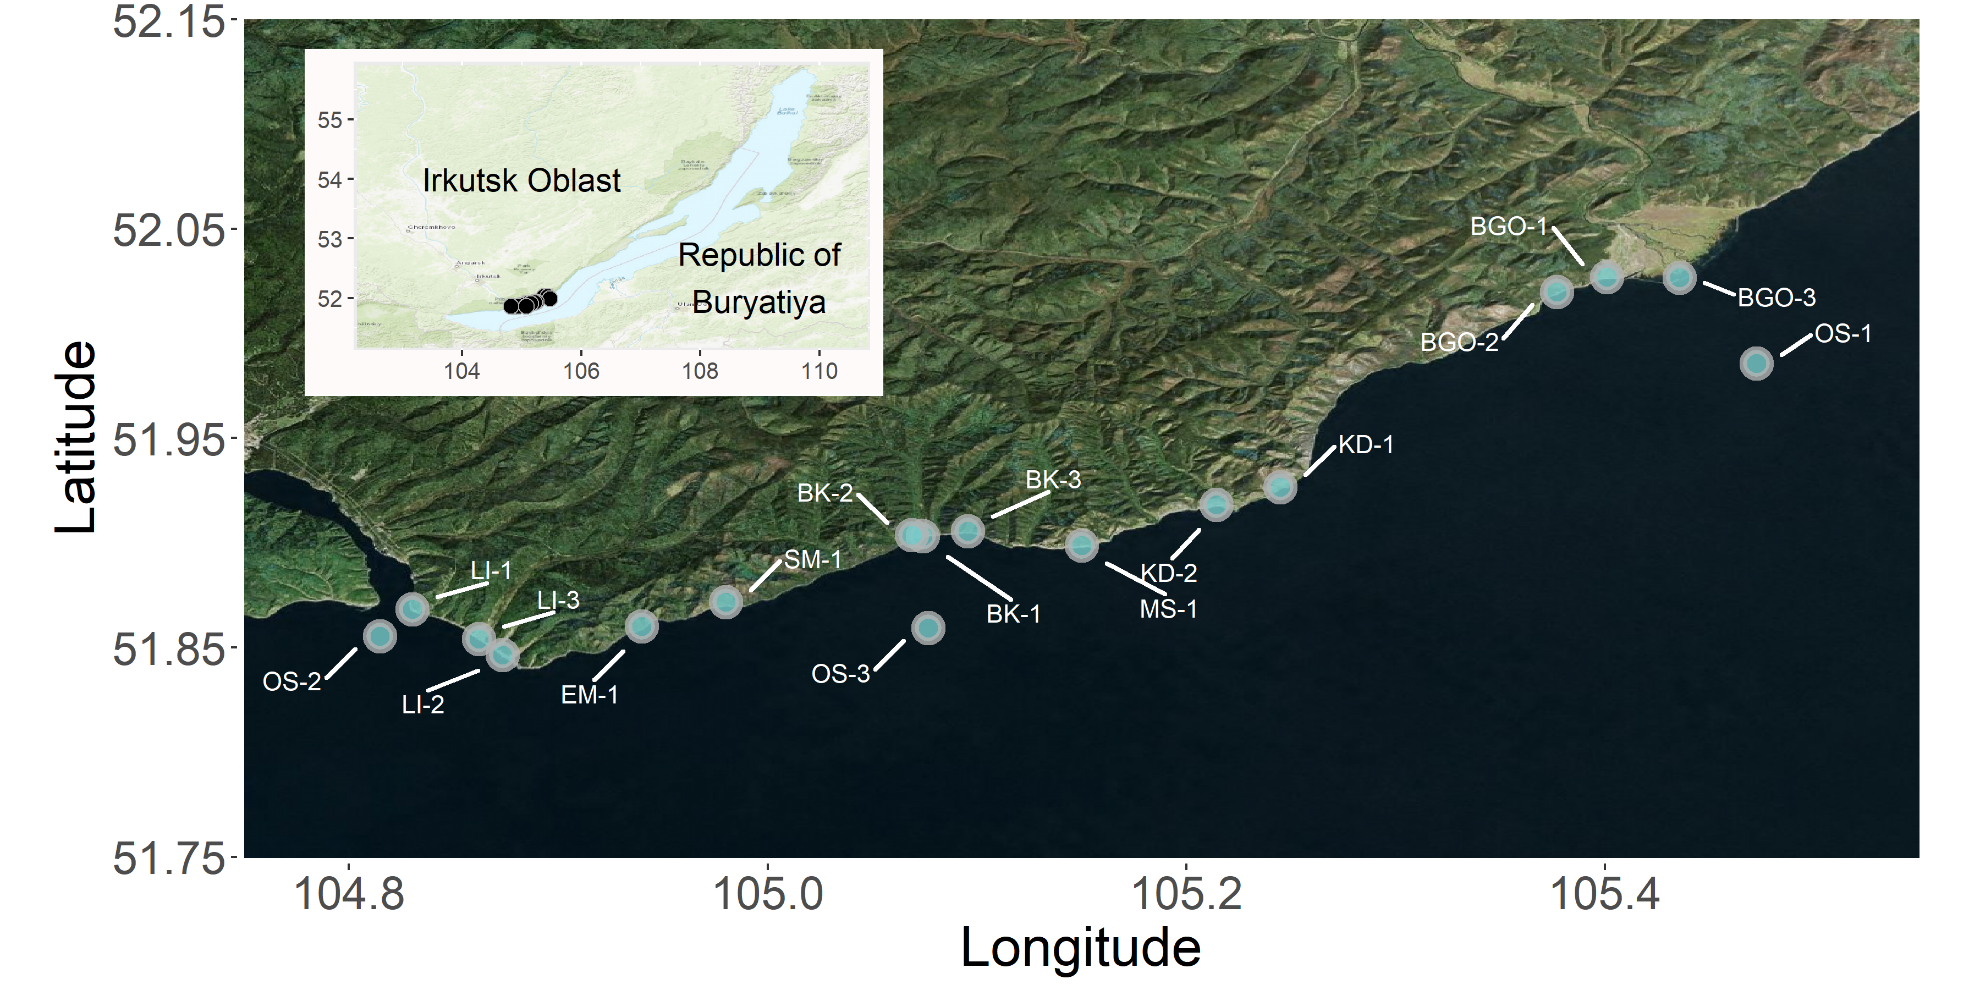 52.15
52.05
51.95
51.85
51.75
Latitude
104.8
105.0
105.2
105.4
Longitude
55
54
53
52
104
106
108
110
Irkutsk Oblast
Republic of
Buryatiya
Angarsk
Irkutsk
BGO-1
BGO-2
BGO-3
OS-1
KD-1
BK-3
BK-2
SM-1
KD-2
MS-1
BK-1
LI-1
LI-3
OS-3
OS-2
LI-2
EM-1